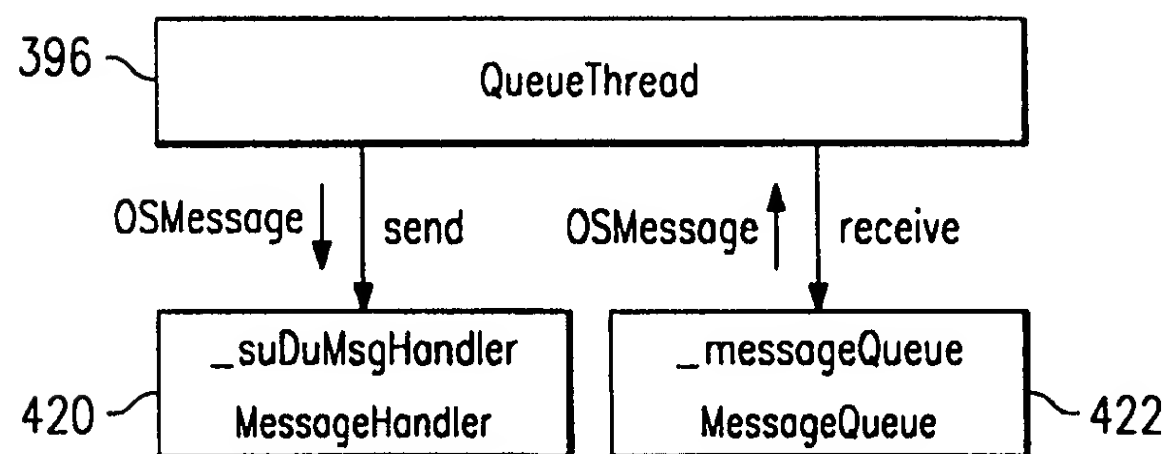 396
QueueThread
OSMessage
send
OSMessage
receive
_suDuMsgHandler
MessageHandler
420
_messageQueue
MessageQueue
422